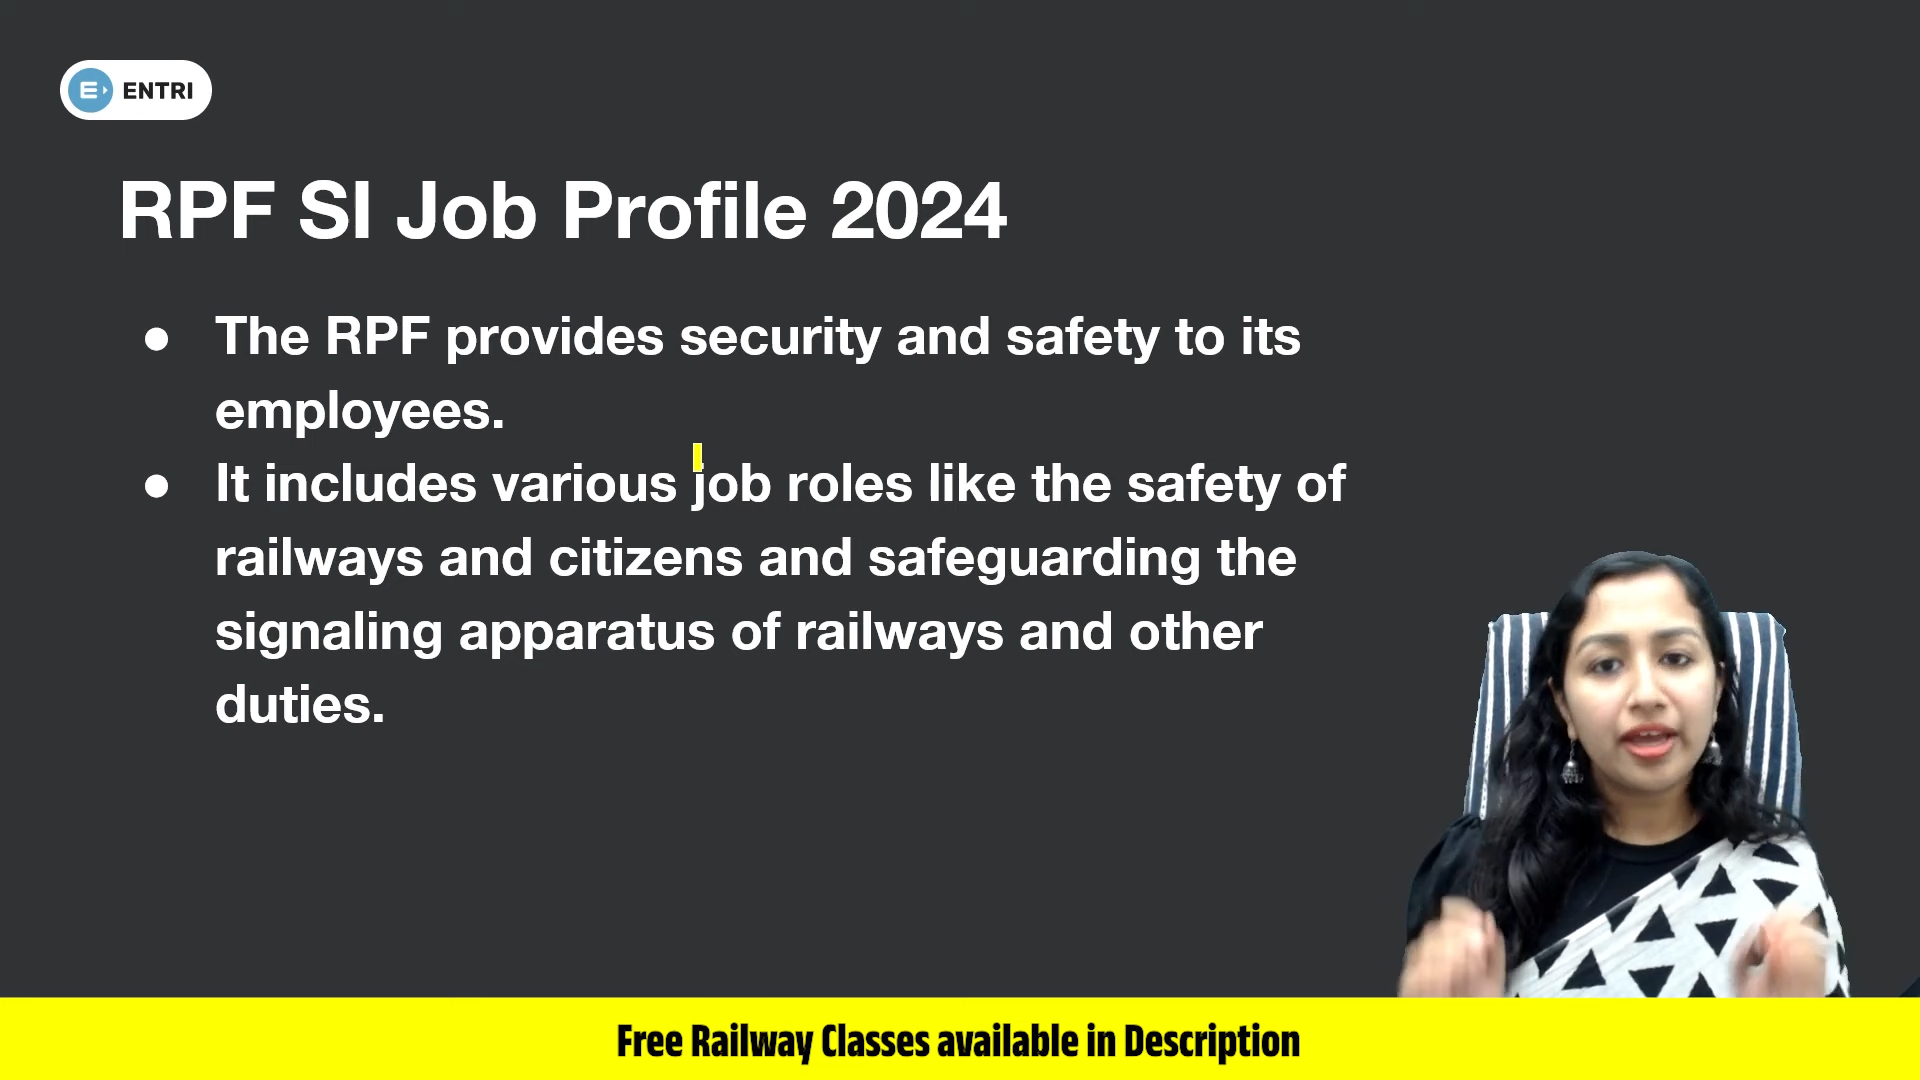 ENTRI
RPF SI Job Profile 2024
● The RPF provides security and safety to its
employees.
● It includes various job roles like the safety of
railways and citizens and safeguarding the
signaling apparatus of railways and other
duties.
Free Railway Classes available in Description